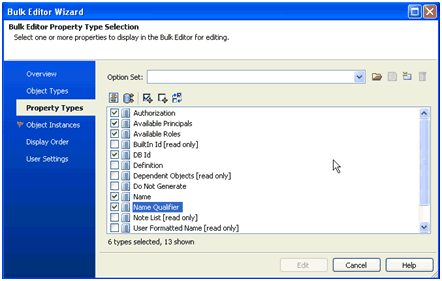 Bulk Editor Wizard
Bulk Editor Property Type Selection
Select one or more properties to display in the Bulk Editor for editing.
Overview
Object Types
Property Types
Object Instances
Display Order
User Settings
Option Set:
Authorization
Available Principals
Available Roles
BuiltIn Id [read only]
DB Id
Definition
Dependent Objects [read only]
Do Not Generate
Name
Name Qualifier
Note List [read only]
User Formatted Name [read only]
6 types selected, 13 shown
Edit
Cancel
Help